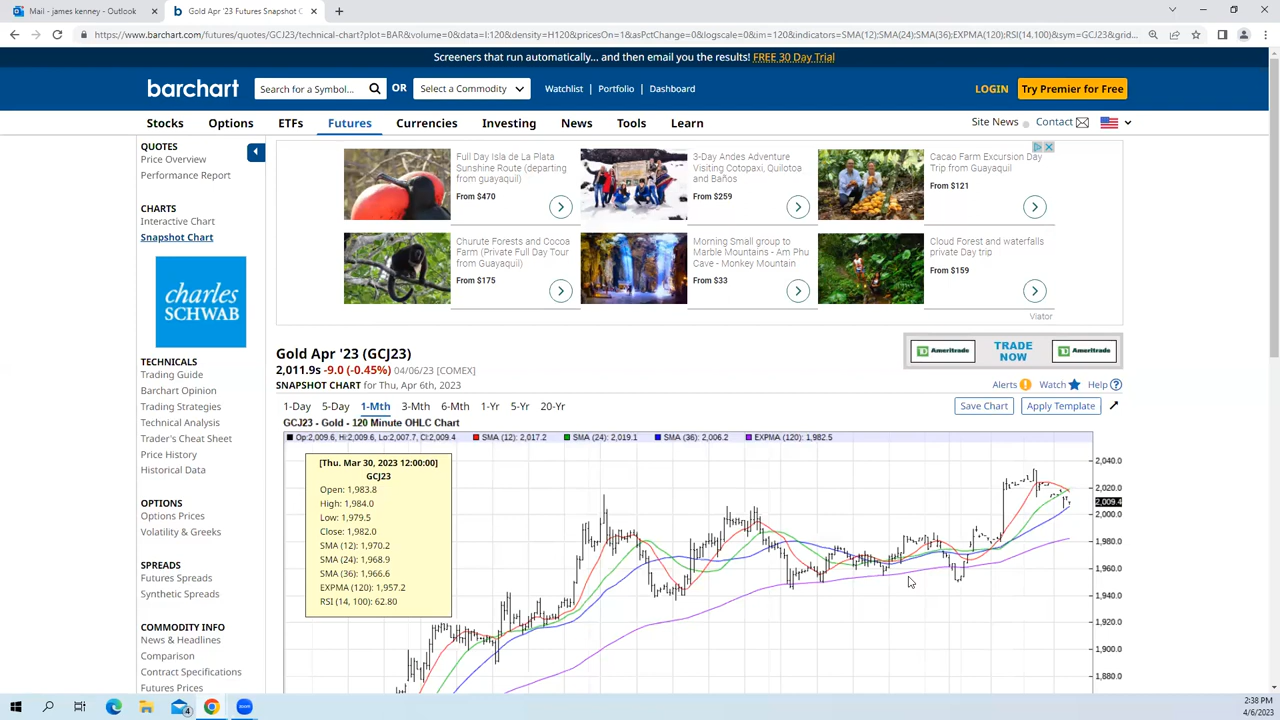 Mail - james kenney - Outlook
Gold Apr '23 Futures Snapshot C
https://www.barchart.com/futures/quotes/GCJ23/technical-chart?plot=BAR&volume=0&data=I:120&density=H120&pricesOn=1&asPctChange=0&logscale=0&im=120&indicators=SMA(12);SMA(24);SMA(36);EXPMA(120);RSI(14,100)&sym=GCJ23&grid...
Screeners that run automatically... and then email you the results! FREE 30 Day Trial
barchart
Search for a Symbol...
OR
Select a Commodity
Watchlist
Portfolio
Dashboard
LOGIN
Try Premier for Free
Stocks
Options
ETFs
Futures
Currencies
Investing
News
Tools
Learn
Site News
Contact
QUOTES
Price Overview
Performance Report
CHARTS
Interactive Chart
Snapshot Chart
charles
SCHWAB
TECHNICALS
Trading Guide
Barchart Opinion
Trading Strategies
Technical Analysis
Trader's Cheat Sheet
Price History
Historical Data
OPTIONS
Options Prices
Volatility & Greeks
SPREADS
Futures Spreads
Synthetic Spreads
COMMODITY INFO
News & Headlines
Comparison
Contract Specifications
Futures Prices
Full Day Isla de La Plata
Sunshine Route (departing
from guayaquil)
From $470
3-Day Andes Adventure
Visiting Cotopaxi, Quilotoa
and Baños
From $259
Cacao Farm Excursion Day
Trip from Guayaquil
From $121
Churute Forests and Cocoa
Farm (Private Full Day Tour
from Guayaquil)
From $175
Morning Small group to
Marble Mountains - Am Phu
Cave - Monkey Mountain
From $33
Cloud Forest and waterfalls
private Day trip
From $159
Viator
Gold Apr '23 (GCJ23)
2,011.9s -9.0 (-0.45%) 04/06/23 [COMEX]
SNAPSHOT CHART for Thu, Apr 6th, 2023
Ameritrade
TRADE
NOW
Ameritrade
Alerts
Watch
Help
1-Day
5-Day
1-Mth
3-Mth
6-Mth
1-Yr
5-Yr
20-Yr
Save Chart
Apply Template
GCJ23 - Gold - 120 Minute OHLC Chart
Op:2,009.6, Hi:2,009.6, Lo:2,007.7, Cl:2,009.4
SMA (12): 2,017.2
SMA (24): 2,019.1
SMA (36): 2,006.2
EXPMA (120): 1,982.5
[Thu. Mar 30, 2023 12:00:00]
GCJ23
Open: 1,983.8
High: 1,984.0
Low: 1,979.5
Close: 1,982.0
SMA (12): 1,970.2
SMA (24): 1,968.9
SMA (36): 1,966.6
EXPMA (120): 1,957.2
RSI (14, 100): 62.80
2,040.0
2,020.0
2,009.4
2,000.0
1,980.0
1,960.0
1,940.0
1,920.0
1,900.0
1,880.0
4
zoom
2:38 PM
4/6/2023